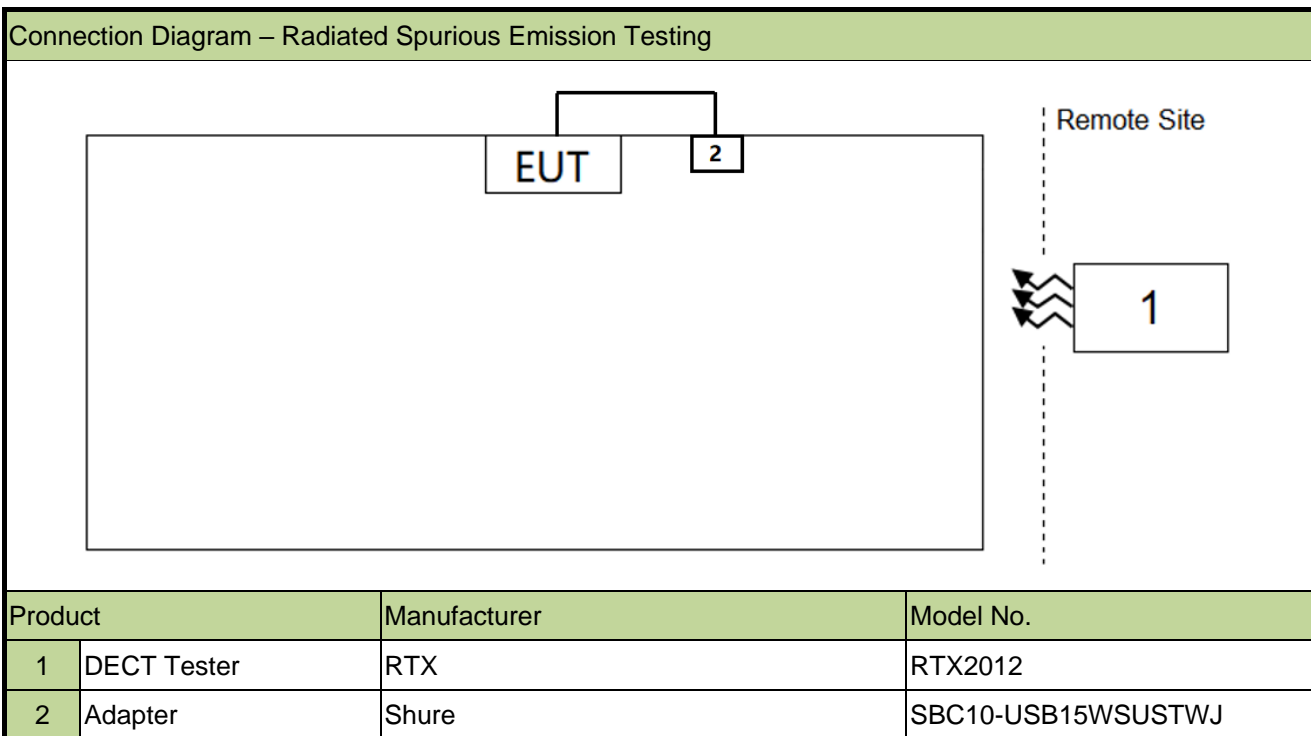 Connection Diagram – Radiated Spurious Emission Testing
Remote Site
EUT
2
1
Product Manufacturer Model No.
1 DECT Tester RTX RTX2012
2 Adapter Shure SBC10-USB15WSUSTWJ